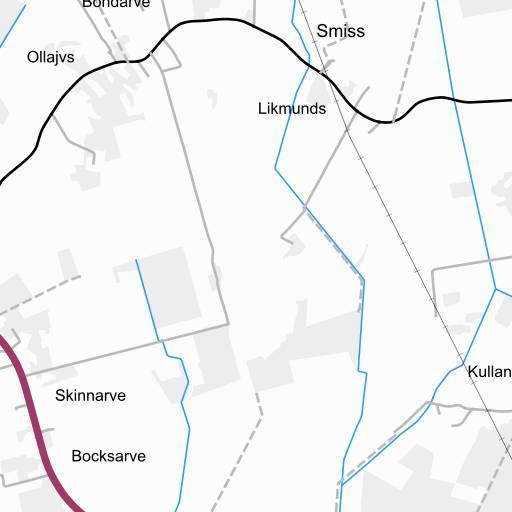 Bondarve
Smiss
Ollajvs
Likmunds
Kullan
Skinnarve
Bocksarve